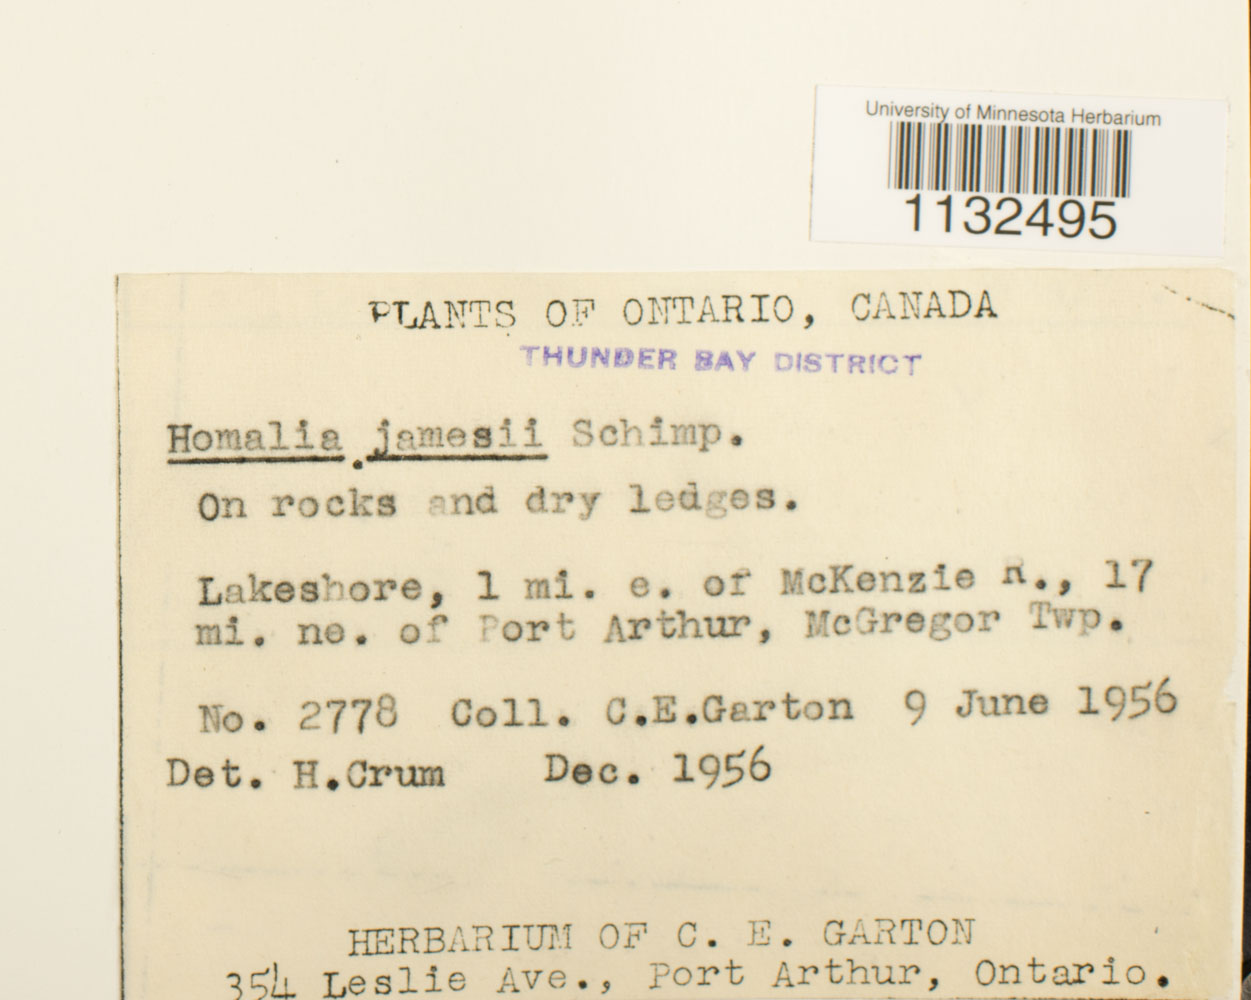 University of Minnesota Herbarium
1132495
PLANTS OF ONTARIO, CANADA
THUNDER BAY DISTRICT
Homalia jamesii Schimp.
On rocks and dry ledges.
Lakeshore, 1 mi. e. of McKenzie R., 17
mi. ne. of Port Arthur, McGregor Twp.
No. 2778 Coll. C.E.Garton 9 June 1956
Det. H.Crum Dec. 1956
HERBARIUM OF C. E. GARTON
354 Leslie Ave., Port Arthur, Ontario.